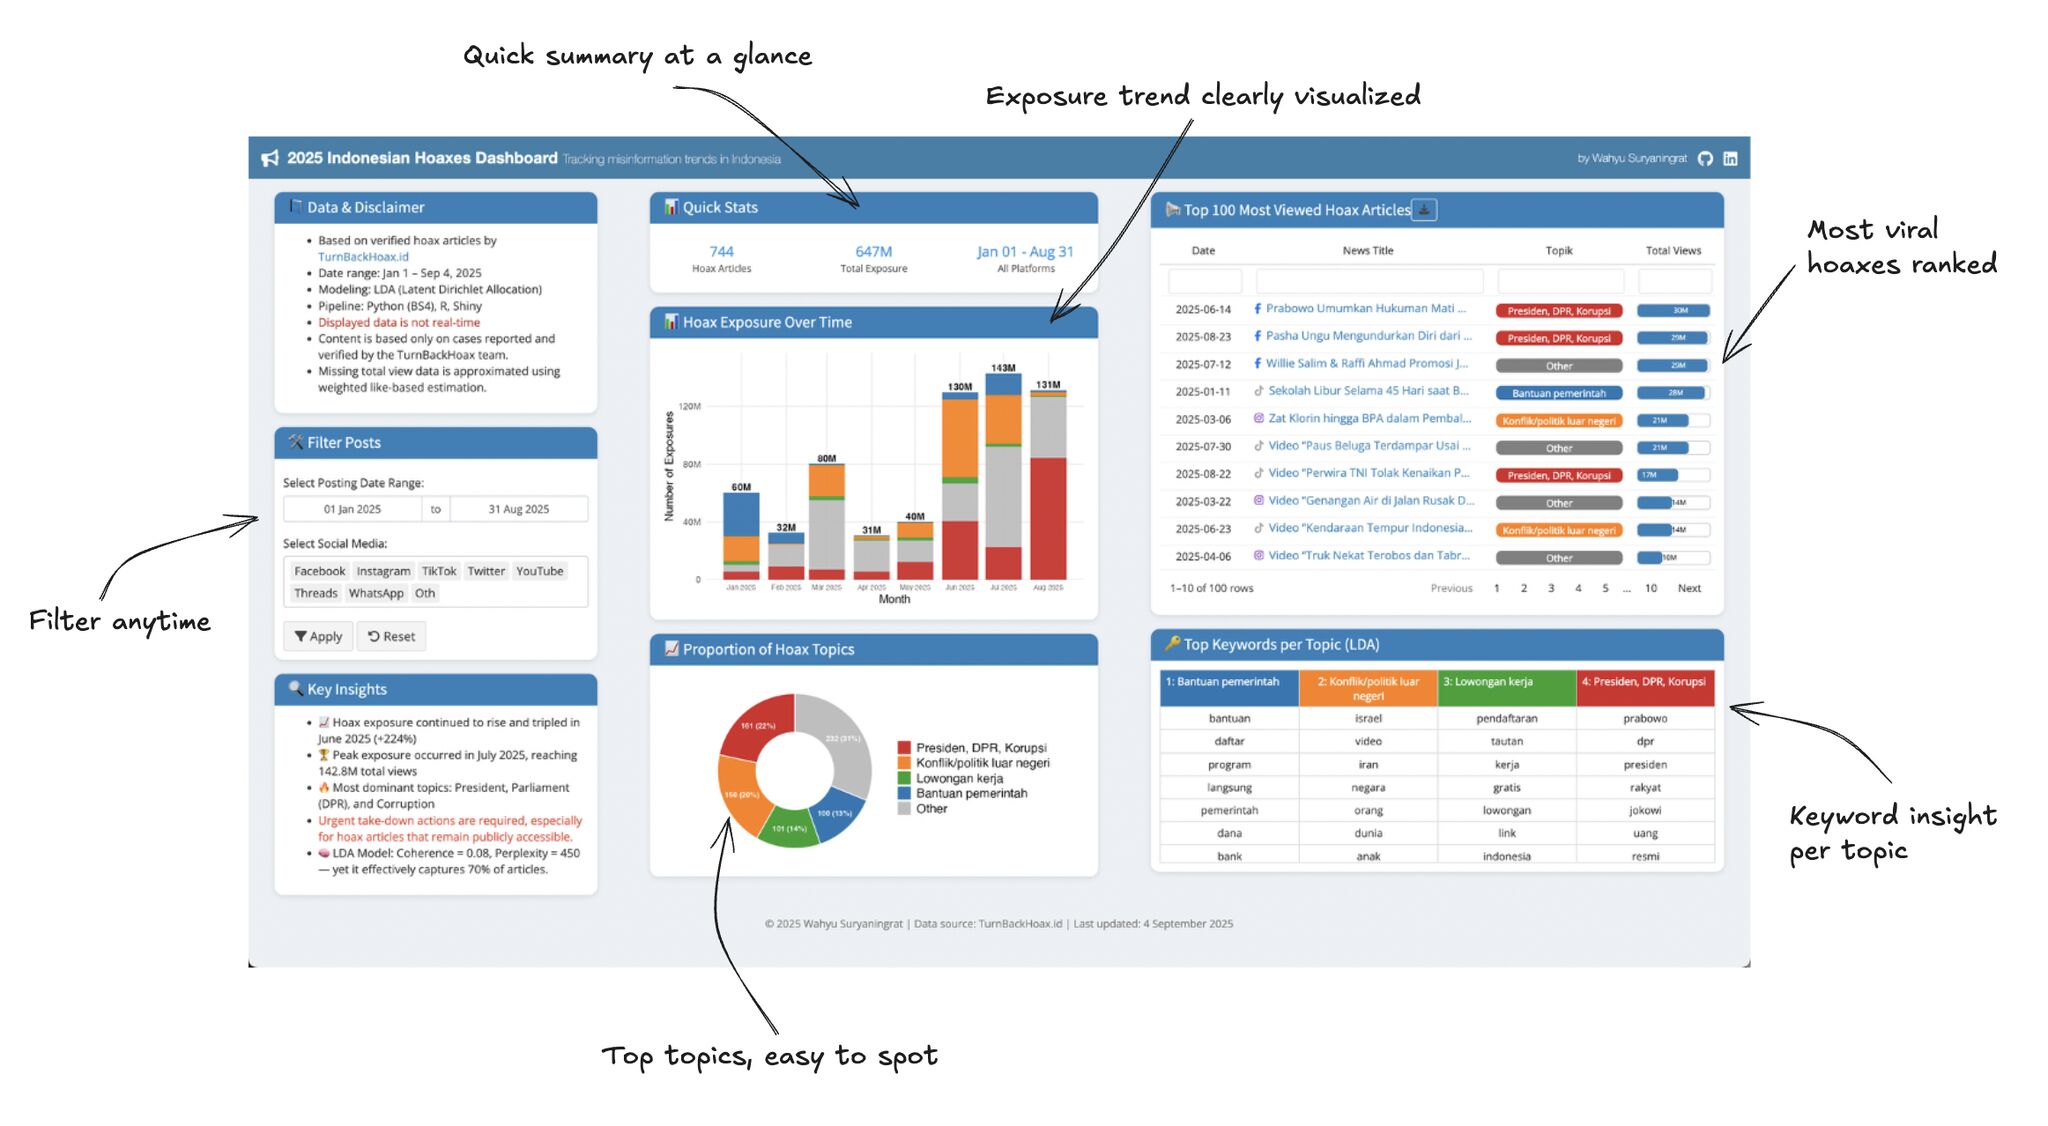 Quick summary at a glance
Exposure trend clearly visualized
2025 Indonesian Hoaxes Dashboard Tracking misinformation trends in Indonesia
by Wahyu Suryaningrat
Data & Disclaimer
Based on verified hoax articles by
TurnBackHoax.id
Date range: Jan 1 – Sep 4, 2025
Modeling: LDA (Latent Dirichlet Allocation)
Pipeline: Python (BS4), R, Shiny
Displayed data is not real-time
Content is based only on cases reported and
verified by the TurnBackHoax team.
Missing total view data is approximated using
weighted like-based estimation.
Filter Posts
Select Posting Date Range:
01 Jan 2025 to 31 Aug 2025
Select Social Media:
Facebook Instagram TikTok Twitter YouTube
Threads WhatsApp Oth
Apply Reset
Filter anytime
Key Insights
Hoax exposure continued to rise and tripled in
June 2025 (+224%)
Peak exposure occurred in July 2025, reaching
142.8M total views
Most dominant topics: President, Parliament
(DPR), and Corruption
Urgent take-down actions are required, especially
for hoax articles that remain publicly accessible.
LDA Model: Coherence = 0.08, Perplexity = 450
— yet it effectively captures 70% of articles.
Quick Stats
744 647M Jan 01 - Aug 31
Hoax Articles Total Exposure All Platforms
Hoax Exposure Over Time
Number of Exposures
120M
80M
40M
0
60M 32M 80M 31M 40M 130M 143M 131M
Jan 2025 Feb 2025 Mar 2025 Apr 2025 May 2025 Jun 2025 Jul 2025 Aug 2025
Month
Proportion of Hoax Topics
161 (22%)
232 (31%)
150 (20%)
101 (14%)
100 (13%)
Presiden, DPR, Korupsi
Konflik/politik luar negeri
Lowongan kerja
Bantuan pemerintah
Other
Top topics, easy to spot
Top 100 Most Viewed Hoax Articles
Date News Title Topik Total Views
2025-06-14 Prabowo Umumkan Hukuman Mati ... Presiden, DPR, Korupsi 30M
2025-08-23 Pasha Ungu Mengundurkan Diri dari ... Presiden, DPR, Korupsi 29M
2025-07-12 Willie Salim & Raffi Ahmad Promosi J... Other 29M
2025-01-11 Sekolah Libur Selama 45 Hari saat B... Bantuan pemerintah 28M
2025-03-06 Zat Klorin hingga BPA dalam Pembal... Konflik/politik luar negeri 21M
2025-07-30 Video “Paus Beluga Terdampar Usai ... Other 21M
2025-08-22 Video “Perwira TNI Tolak Kenaikan P... Presiden, DPR, Korupsi 17M
2025-03-22 Video “Genangan Air di Jalan Rusak D... Other 14M
2025-06-23 Video “Kendaraan Tempur Indonesia... Konflik/politik luar negeri 14M
2025-04-06 Video “Truk Nekat Terobos dan Tabr... Other 10M
1–10 of 100 rows Previous 1 2 3 4 5 ... 10 Next
Most viral
hoaxes ranked
Top Keywords per Topic (LDA)
1: Bantuan pemerintah 2: Konflik/politik luar negeri 3: Lowongan kerja 4: Presiden, DPR, Korupsi
bantuan israel pendaftaran prabowo
daftar video tautan dpr
program iran kerja presiden
langsung negara gratis rakyat
pemerintah orang lowongan jokowi
dana dunia link uang
bank anak indonesia resmi
Keyword insight
per topic
© 2025 Wahyu Suryaningrat | Data source: TurnBackHoax.id | Last updated: 4 September 2025